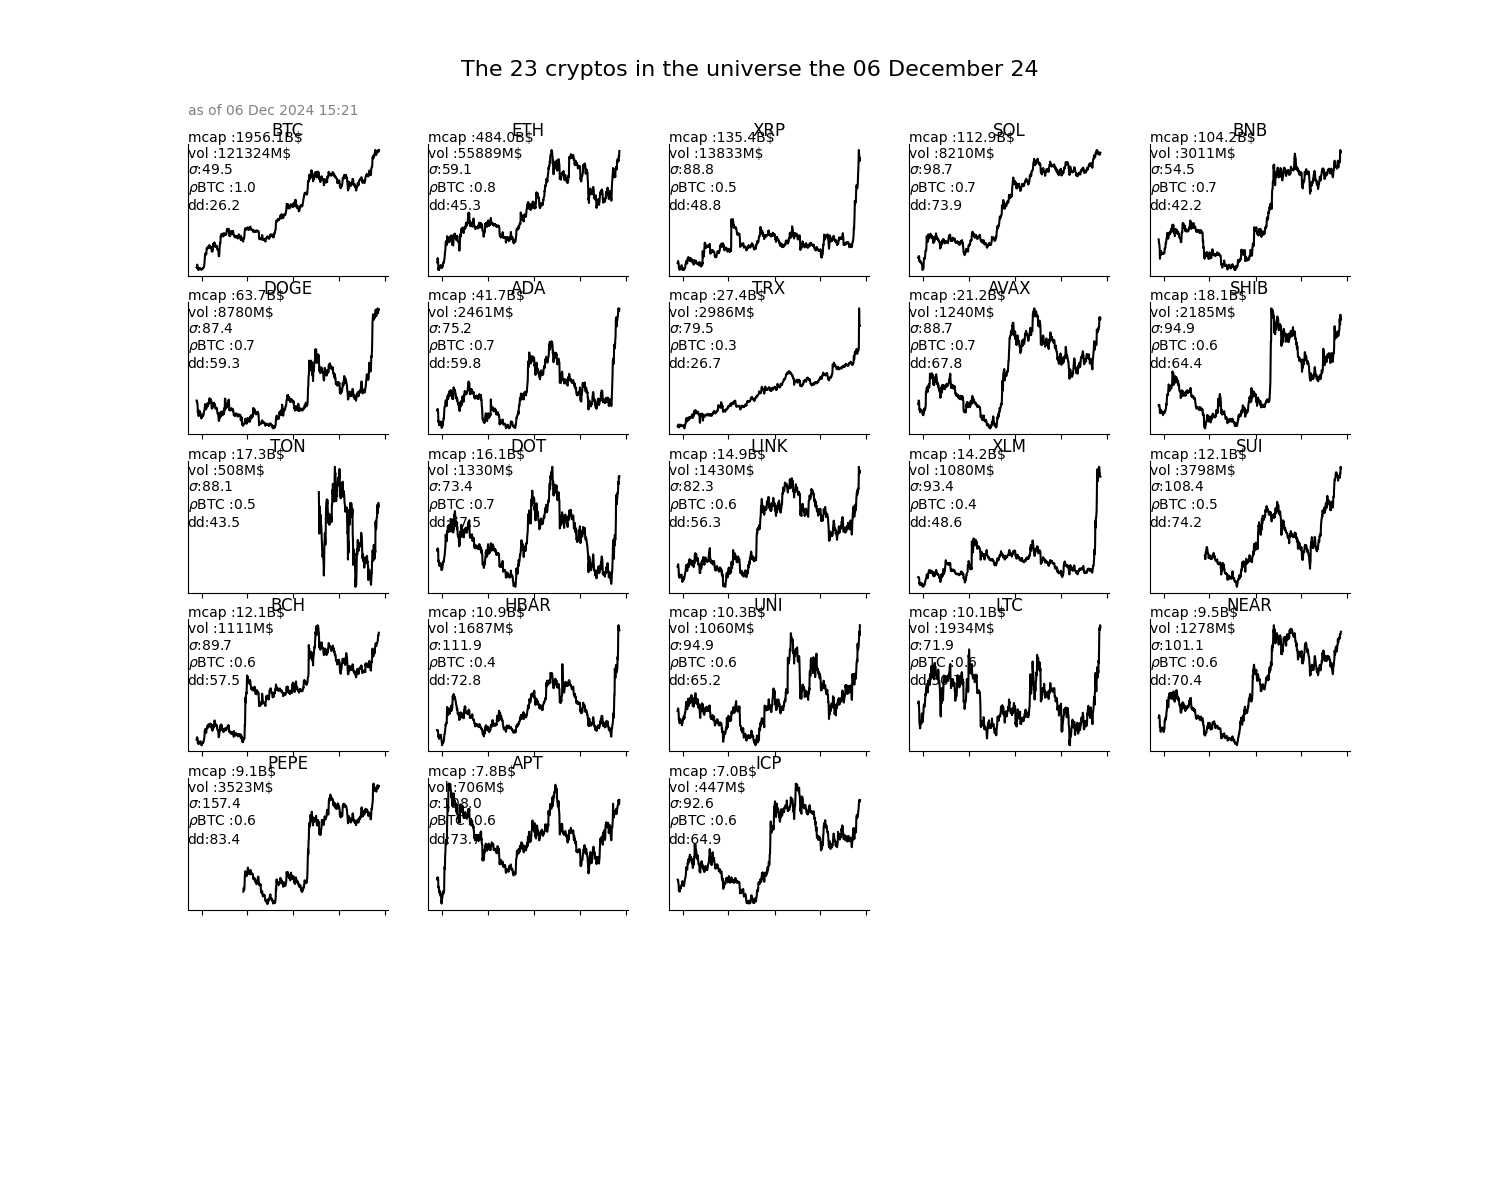 The 23 cryptos in the universe the 06 December 24
as of 06 Dec 2024 15:21
BTC
mcap :1956.1B$
vol :121324M$
σ:49.5
ρBTC :1.0
dd:26.2
ETH
mcap :484.0B$
vol :55889M$
σ:59.1
ρBTC :0.8
dd:45.3
XRP
mcap :135.4B$
vol :13833M$
σ:88.8
ρBTC :0.5
dd:48.8
SOL
mcap :112.9B$
vol :8210M$
σ:98.7
ρBTC :0.7
dd:73.9
BNB
mcap :104.2B$
vol :3011M$
σ:54.5
ρBTC :0.7
dd:42.2
DOGE
mcap :63.7B$
vol :8780M$
σ:87.4
ρBTC :0.7
dd:59.3
ADA
mcap :41.7B$
vol :2461M$
σ:75.2
ρBTC :0.7
dd:59.8
TRX
mcap :27.4B$
vol :2986M$
σ:79.5
ρBTC :0.3
dd:26.7
AVAX
mcap :21.2B$
vol :1240M$
σ:88.7
ρBTC :0.7
dd:67.8
SHIB
mcap :18.1B$
vol :2185M$
σ:94.9
ρBTC :0.6
dd:64.4
TON
mcap :17.3B$
vol :508M$
σ:88.1
ρBTC :0.5
dd:43.5
DOT
mcap :16.1B$
vol :1330M$
σ:73.4
ρBTC :0.7
LINK
mcap :14.9B$
vol :1430M$
σ:82.3
ρBTC :0.6
dd:56.3
XLM
mcap :14.2B$
vol :1080M$
σ:93.4
ρBTC :0.4
dd:48.6
SUI
mcap :12.1B$
vol :3798M$
σ:108.4
ρBTC :0.5
dd:74.2
BCH
mcap :12.1B$
vol :1111M$
σ:89.7
ρBTC :0.6
dd:57.5
HBAR
mcap :10.9B$
vol :1687M$
σ:111.9
ρBTC :0.4
dd:72.8
UNI
mcap :10.3B$
vol :1060M$
σ:94.9
ρBTC :0.6
dd:65.2
LTC
mcap :10.1B$
vol :1934M$
σ:71.9
ρBTC :0.6
NEAR
mcap :9.5B$
vol :1278M$
σ:101.1
ρBTC :0.6
dd:70.4
PEPE
mcap :9.1B$
vol :3523M$
σ:157.4
ρBTC :0.6
dd:83.4
APT
mcap :7.8B$
vol :706M$
σ:108.0
ρBTC :0.6
ICP
mcap :7.0B$
vol :447M$
σ:92.6
ρBTC :0.6
dd:64.9